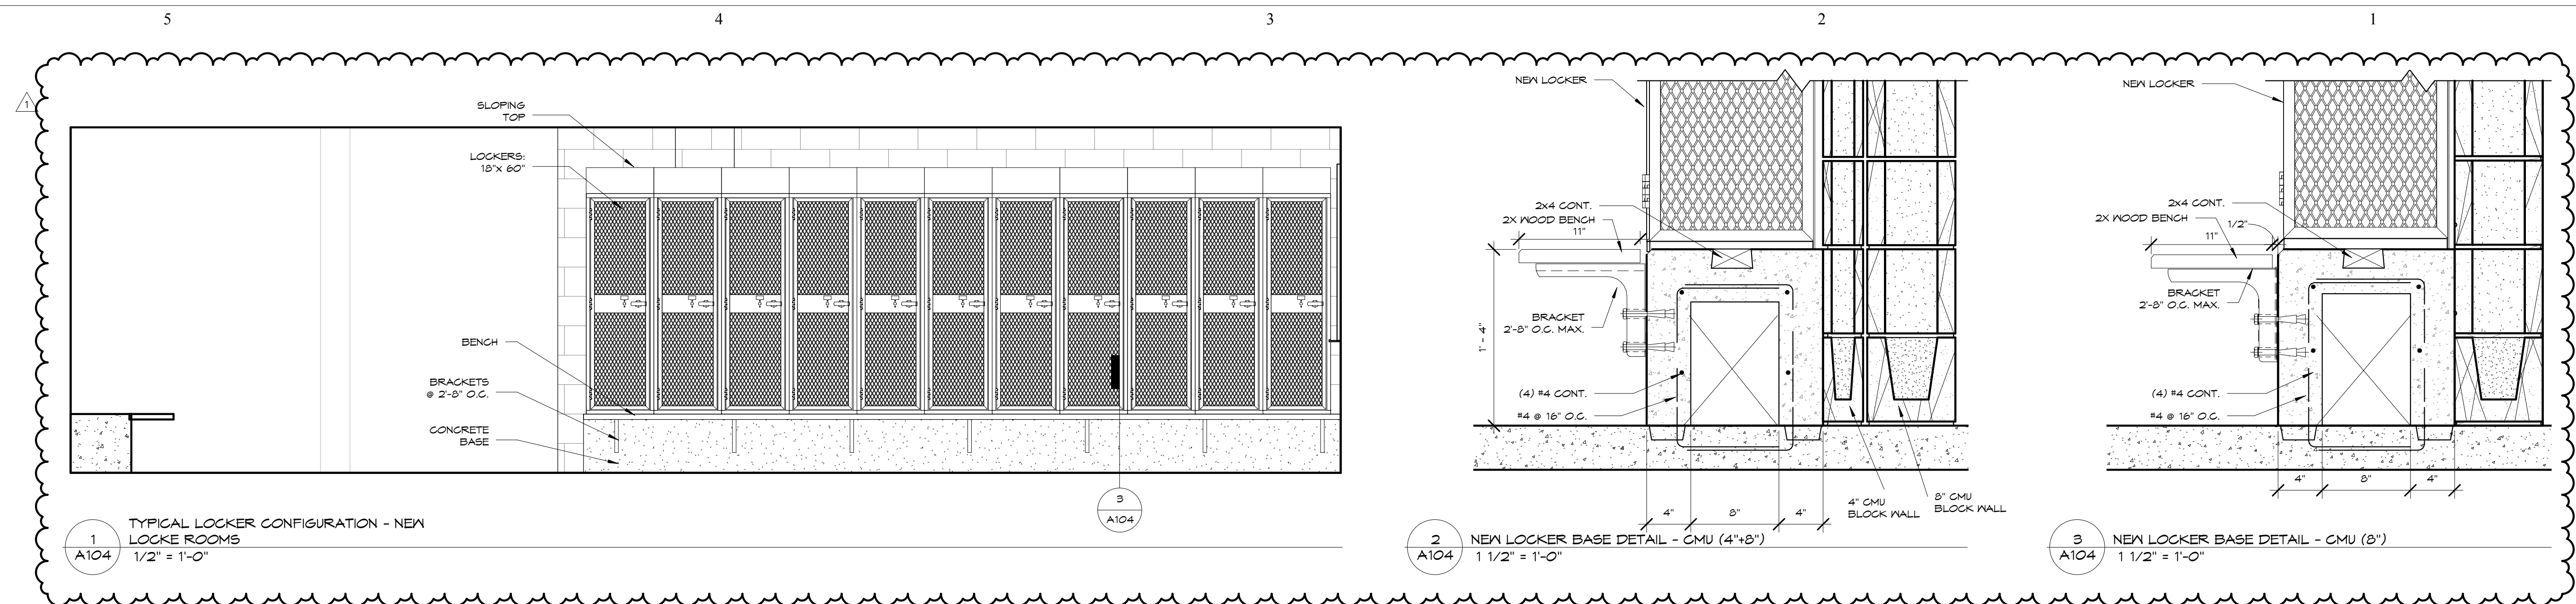 5 4 3 2 1
1
SLOPING
TOP
LOCKERS:
18"x 60"
BENCH
BRACKETS
@ 2'-8" O.C.
CONCRETE
BASE
3
A104
1
A104
TYPICAL LOCKER CONFIGURATION - NEW
LOCKE ROOMS
1/2" = 1'-0"
NEW LOCKER
2x4 CONT.
2X WOOD BENCH
11"
BRACKET
2'-8" O.C. MAX.
1' - 4"
(4) #4 CONT.
#4 @ 16" O.C.
4" 8" 4"
4" CMU
BLOCK WALL
8" CMU
BLOCK WALL
2
A104
NEW LOCKER BASE DETAIL - CMU (4"+8")
1 1/2" = 1'-0"
NEW LOCKER
2x4 CONT.
2X WOOD BENCH
1/2"
11"
BRACKET
2'-8" O.C. MAX.
(4) #4 CONT.
#4 @ 16" O.C.
4" 8" 4"
3
A104
NEW LOCKER BASE DETAIL - CMU (8")
1 1/2" = 1'-0"